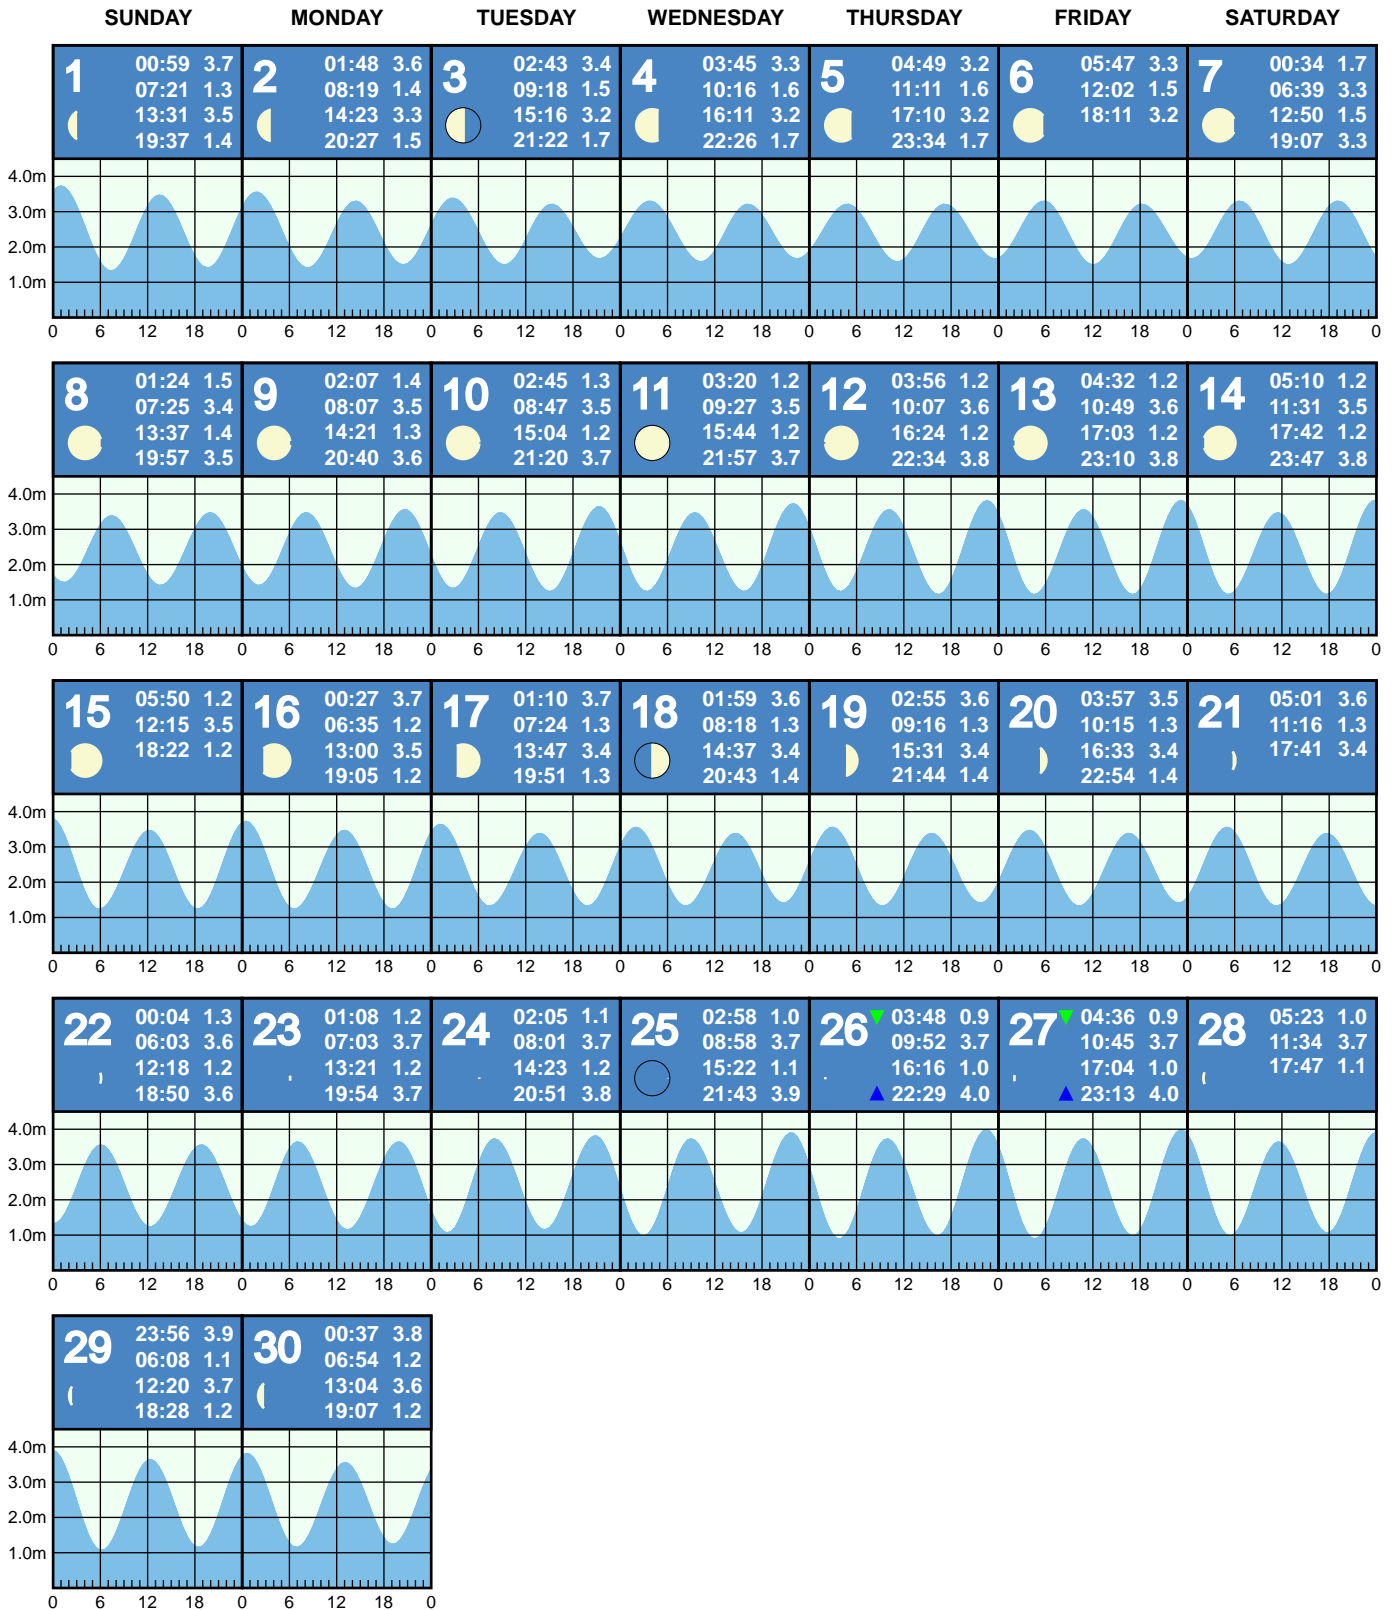 SUNDAY MONDAY TUESDAY WEDNESDAY THURSDAY FRIDAY SATURDAY
1 00:59 3.7
07:21 1.3
13:31 3.5
19:37 1.4
2 01:48 3.6
08:19 1.4
14:23 3.3
20:27 1.5
3 02:43 3.4
09:18 1.5
15:16 3.2
21:22 1.7
4 03:45 3.3
10:16 1.6
16:11 3.2
22:26 1.7
5 04:49 3.2
11:11 1.6
17:10 3.2
23:34 1.7
6 05:47 3.3
12:02 1.5
18:11 3.2
7 00:34 1.7
06:39 3.3
12:50 1.5
19:07 3.3
4.0m
3.0m
2.0m
1.0m
0 6 12 18 0 6 12 18 0 6 12 18 0 6 12 18 0 6 12 18 0 6 12 18 0 6 12 18 0
8 01:24 1.5
07:25 3.4
13:37 1.4
19:57 3.5
9 02:07 1.4
08:07 3.5
14:21 1.3
20:40 3.6
10 02:45 1.3
08:47 3.5
15:04 1.2
21:20 3.7
11 03:20 1.2
09:27 3.5
15:44 1.2
21:57 3.7
12 03:56 1.2
10:07 3.6
16:24 1.2
22:34 3.8
13 04:32 1.2
10:49 3.6
17:03 1.2
23:10 3.8
14 05:10 1.2
11:31 3.5
17:42 1.2
23:47 3.8
4.0m
3.0m
2.0m
1.0m
0 6 12 18 0 6 12 18 0 6 12 18 0 6 12 18 0 6 12 18 0 6 12 18 0 6 12 18 0
15 05:50 1.2
12:15 3.5
18:22 1.2
16 00:27 3.7
06:35 1.2
13:00 3.5
19:05 1.2
17 01:10 3.7
07:24 1.3
13:47 3.4
19:51 1.3
18 01:59 3.6
08:18 1.3
14:37 3.4
20:43 1.4
19 02:55 3.6
09:16 1.3
15:31 3.4
21:44 1.4
20 03:57 3.5
10:15 1.3
16:33 3.4
22:54 1.4
21 05:01 3.6
11:16 1.3
17:41 3.4
4.0m
3.0m
2.0m
1.0m
0 6 12 18 0 6 12 18 0 6 12 18 0 6 12 18 0 6 12 18 0 6 12 18 0 6 12 18 0
22 00:04 1.3
06:03 3.6
12:18 1.2
18:50 3.6
23 01:08 1.2
07:03 3.7
13:21 1.2
19:54 3.7
24 02:05 1.1
08:01 3.7
14:23 1.2
20:51 3.8
25 02:58 1.0
08:58 3.7
15:22 1.1
21:43 3.9
26 03:48 0.9
09:52 3.7
16:16 1.0
22:29 4.0
27 04:36 0.9
10:45 3.7
17:04 1.0
23:13 4.0
28 05:23 1.0
11:34 3.7
17:47 1.1
4.0m
3.0m
2.0m
1.0m
0 6 12 18 0 6 12 18 0 6 12 18 0 6 12 18 0 6 12 18 0 6 12 18 0 6 12 18 0
29 23:56 3.9
06:08 1.1
12:20 3.7
18:28 1.2
30 00:37 3.8
06:54 1.2
13:04 3.6
19:07 1.2
4.0m
3.0m
2.0m
1.0m
0 6 12 18 0 6 12 18 0